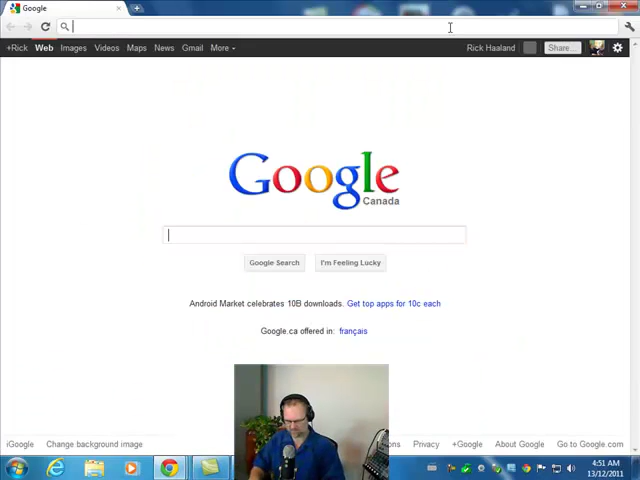 Google
+Rick Web Images Videos Maps News Gmail More Rick Haaland Share...
Google
Canada
Google Search I'm Feeling Lucky
Android Market celebrates 10B downloads. Get top apps for 10c each
Google.ca offered in: français
iGoogle Change background image Privacy +Google About Google Go to Google.com
4:51 AM
13/12/2011